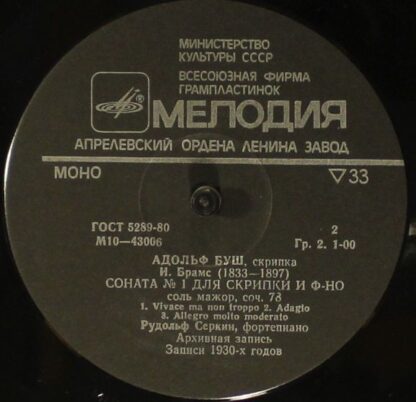 МИНИСТЕРСТВО
КУЛЬТУРЫ СССР
ВСЕСОЮЗНАЯ ФИРМА
ГРАМПЛАСТИНОК
МЕЛОДИЯ
АПРЕЛЕВСКИЙ ОРДЕНА ЛЕНИНА ЗАВОД
МОНО ▽33
ГОСТ 5289-80 2
М10—43006 Гр. 2. 1-00
АДОЛЬФ БУШ, скрипка
И. Брамс (1833—1897)
СОНАТА № 1 ДЛЯ СКРИПКИ И Ф-НО
соль мажор, соч. 78
1. Vivace ma non troppo 2. Adagio
3. Allegro molto moderato
Рудольф Серкин, фортепиано
Архивная запись
Записи 1930-х годов